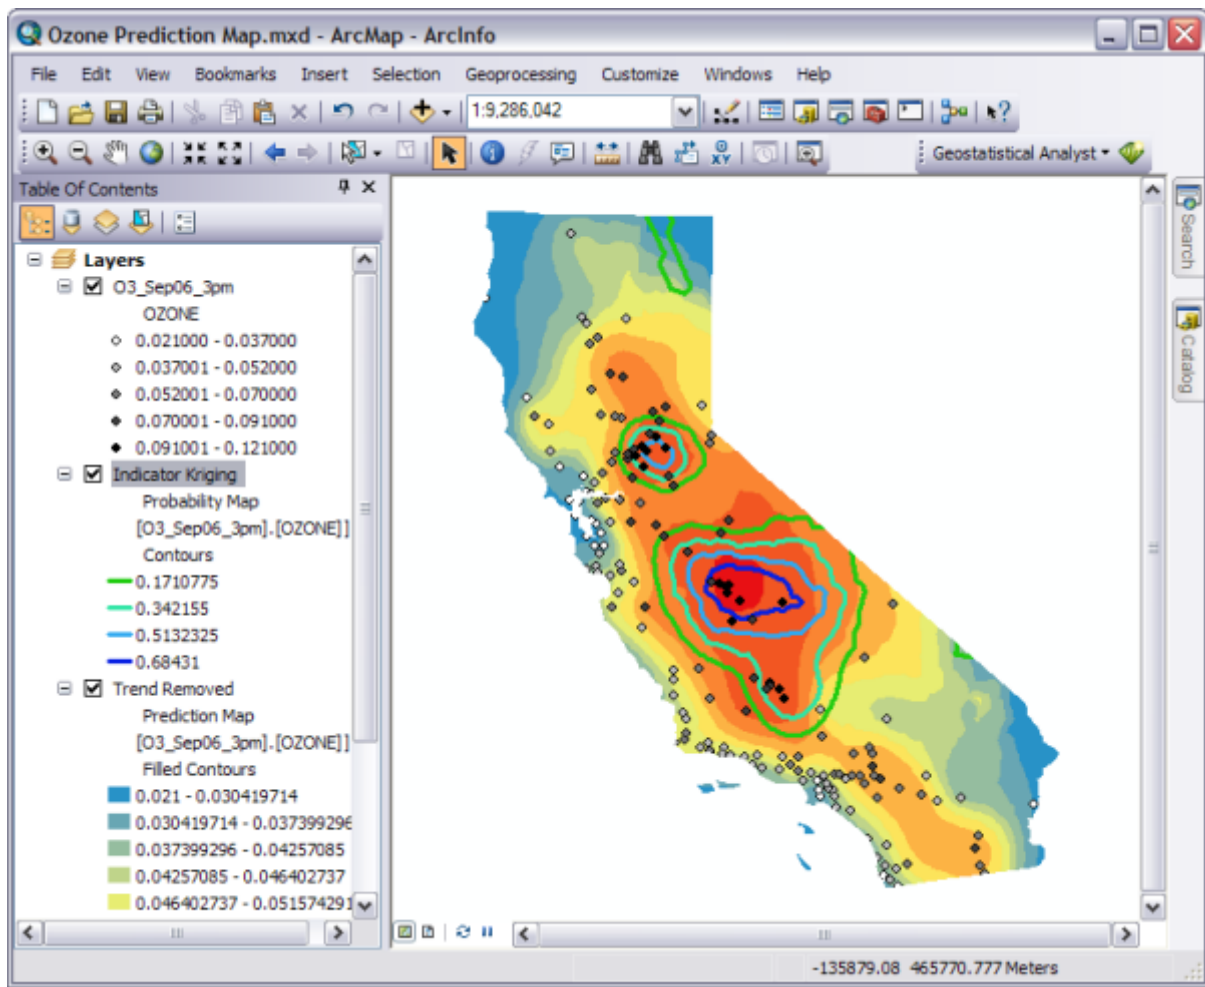 Ozone Prediction Map.mxd - ArcMap - ArcInfo
File Edit View Bookmarks Insert Selection Geoprocessing Customize Windows Help
1:9,286,042
XY
Geostatistical Analyst
Table Of Contents
Layers
O3_Sep06_3pm
OZONE
0.021000 - 0.037000
0.037001 - 0.052000
0.052001 - 0.070000
0.070001 - 0.091000
0.091001 - 0.121000
Indicator Kriging
Probability Map
[O3_Sep06_3pm].[OZONE]]
Contours
0.1710775
0.342155
0.5132325
0.68431
Trend Removed
Prediction Map
[O3_Sep06_3pm].[OZONE]]
Filled Contours
0.021 - 0.030419714
0.030419714 - 0.037399296
0.037399296 - 0.04257085
0.04257085 - 0.046402737
0.046402737 - 0.051574291
Search
Catalog
-135879.08 465770.777 Meters